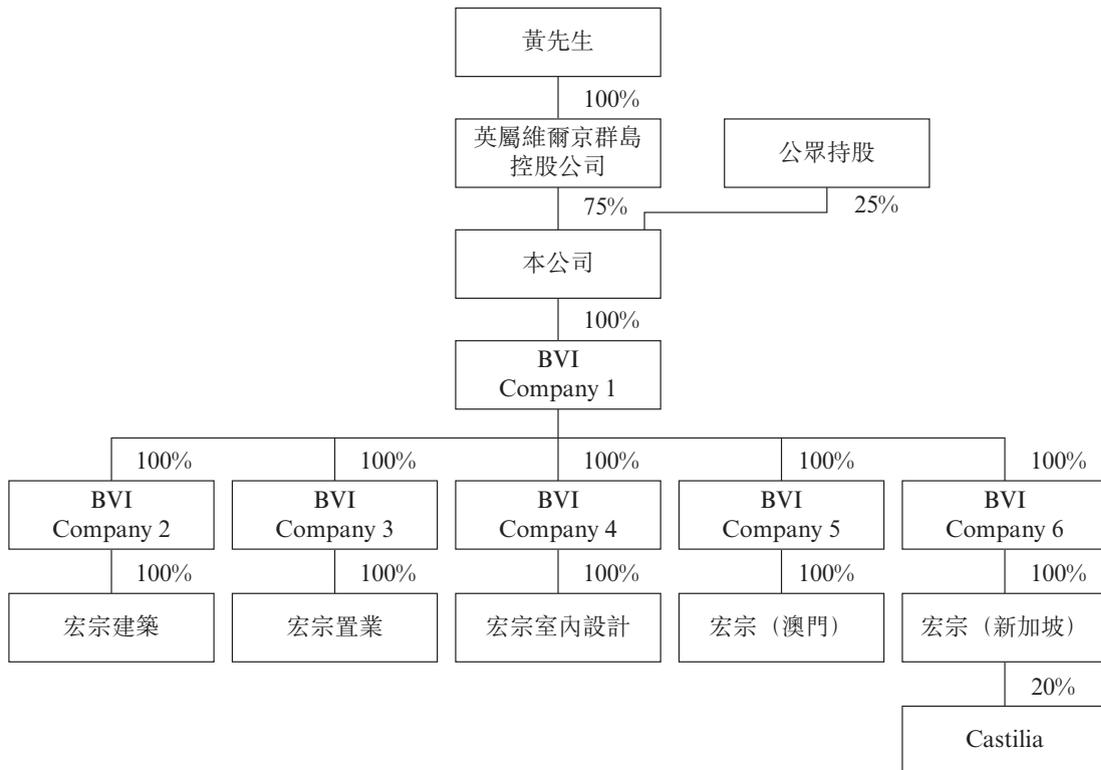 黃先生
100%
英屬維爾京群島
控股公司
公眾持股
75%
25%
本公司
100%
BVI
Company 1
100%
100%
100%
100%
100%
BVI
Company 2
BVI
Company 3
BVI
Company 4
BVI
Company 5
BVI
Company 6
100%
100%
100%
100%
100%
宏宗建築
宏宗置業
宏宗室內設計
宏宗（澳門）
宏宗（新加坡）
20%
Castilia